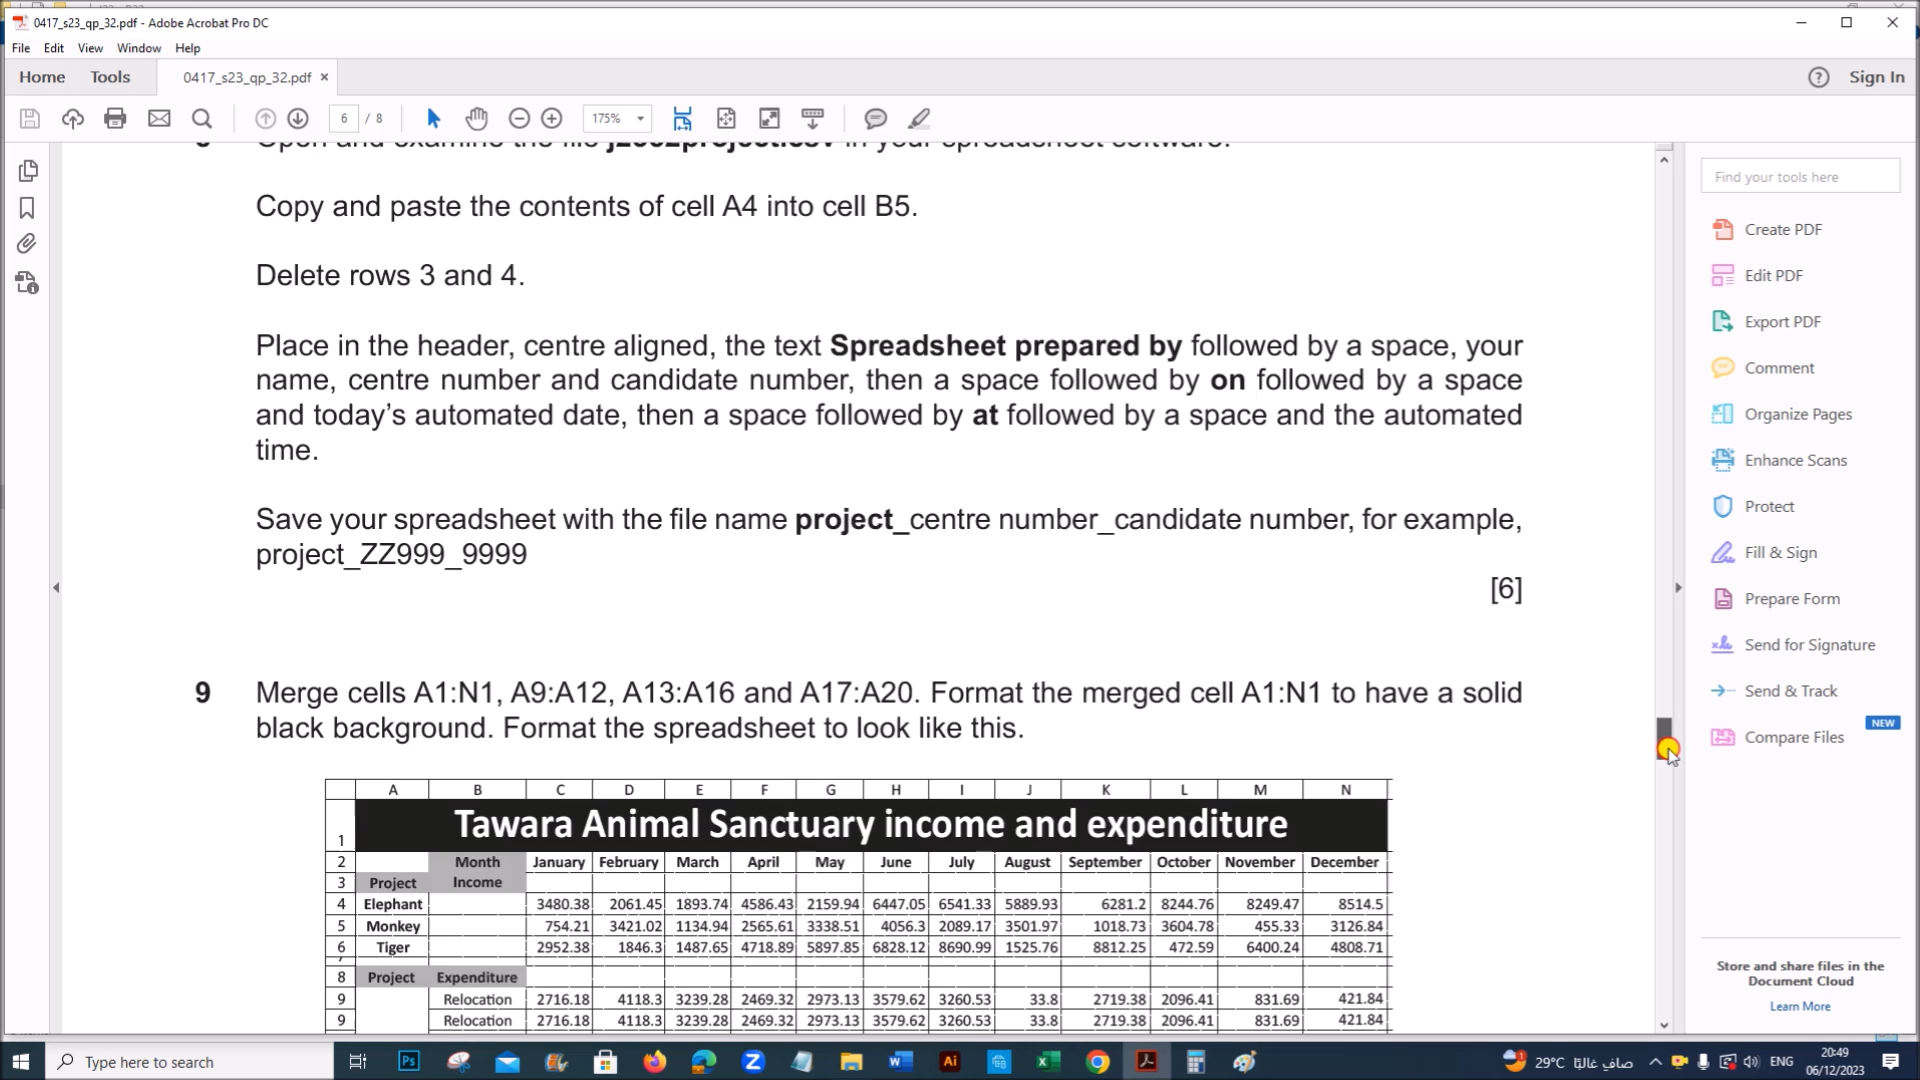 0417_s23_qp_32.pdf - Adobe Acrobat Pro DC
File Edit View Window Help
Home Tools 0417_s23_qp_32.pdf × Sign In
6 / 8 175%
Open and examine the file j2332project.csv in your spreadsheet software.
Copy and paste the contents of cell A4 into cell B5.
Delete rows 3 and 4.
Place in the header, centre aligned, the text Spreadsheet prepared by followed by a space, your
name, centre number and candidate number, then a space followed by on followed by a space
and today's automated date, then a space followed by at followed by a space and the automated
time.
Save your spreadsheet with the file name project_centre number_candidate number, for example,
project_ZZ999_9999
[6]
9 Merge cells A1:N1, A9:A12, A13:A16 and A17:A20. Format the merged cell A1:N1 to have a solid
black background. Format the spreadsheet to look like this.
A B C D E F G H I J K L M N
1 Tawara Animal Sanctuary income and expenditure
2 Month January February March April May June July August September October November December
3 Project Income
4 Elephant 3480.38 2061.45 1893.74 4586.43 2159.94 6447.05 6541.33 5889.93 6281.2 8244.76 8249.47 8514.5
5 Monkey 754.21 3421.02 1134.94 2565.61 3338.51 4056.3 2089.17 3501.97 1018.73 3604.78 455.33 3126.84
6 Tiger 2952.38 1846.3 1487.65 4718.89 5897.85 6828.12 8690.99 1525.76 8812.25 472.59 6400.24 4808.71
8 Project Expenditure
9 Relocation 2716.18 4118.3 3239.28 2469.32 2973.13 3579.62 3260.53 33.8 2719.38 2096.41 831.69 421.84
9 Relocation 2716.18 4118.3 3239.28 2469.32 2973.13 3579.62 3260.53 33.8 2719.38 2096.41 831.69 421.84
Find your tools here
Create PDF
Edit PDF
Export PDF
Comment
Organize Pages
Enhance Scans
Protect
Fill & Sign
Prepare Form
Send for Signature
Send & Track
NEW
Compare Files
Store and share files in the
Document Cloud
Learn More
Type here to search
29°C صاف غالبًا ENG
20:49
06/12/2023